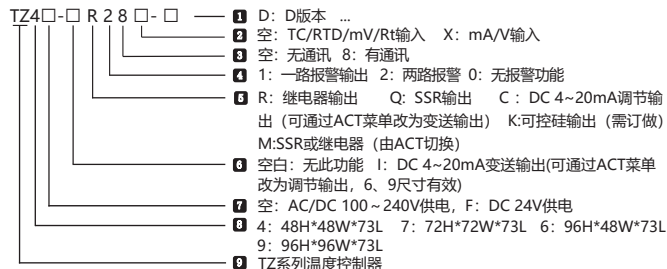 TZ4□-□R28□-□
1 D：D版本 ...
2 空：TC/RTD/mV/Rt输入 X：mA/V输入
3 空：无通讯 8：有通讯
4 1：一路报警输出 2：两路报警 0：无报警功能
5 R：继电器输出 Q：SSR输出 C ：DC 4~20mA调节输
出（可通过ACT菜单改为变送输出） K:可控硅输出（需订做）
M:SSR或继电器（由ACT切换）
6 空白：无此功能 I：DC 4~20mA变送输出(可通过ACT菜单
改为调节输出，6、9尺寸有效)
7 空：AC/DC 100～240V供电，F：DC 24V供电
8 4：48H*48W*73L 7：72H*72W*73L 6：96H*48W*73L
9：96H*96W*73L
9 TZ系列温度控制器